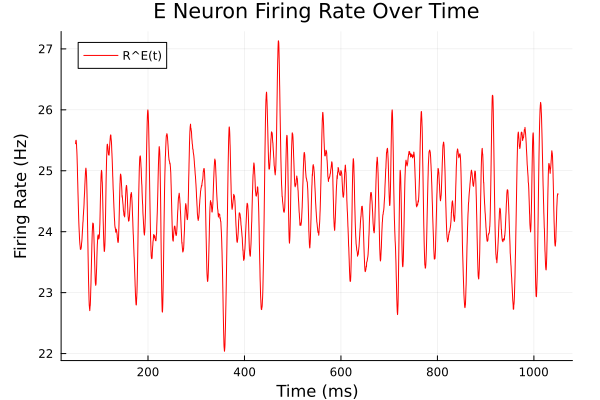 E Neuron Firing Rate Over Time
R^E(t)
27
26
25
24
23
22
Firing Rate (Hz)
200
400
600
800
1000
Time (ms)